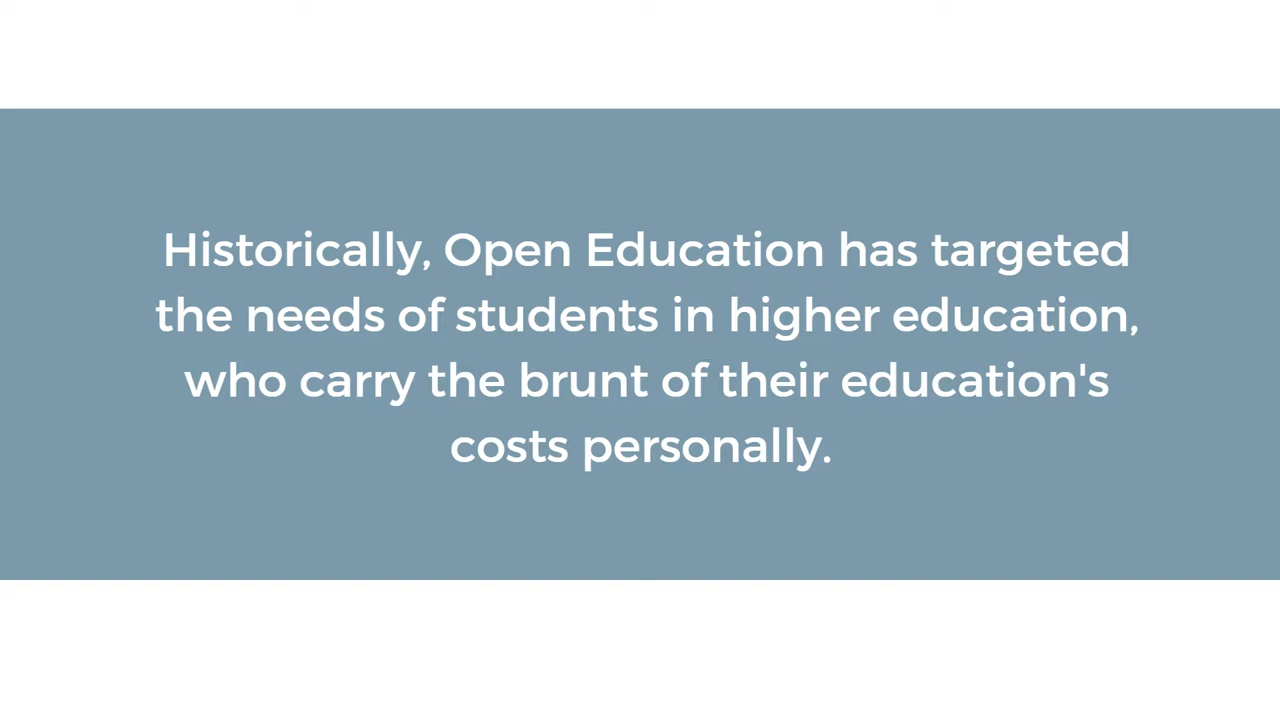 Historically, Open Education has targeted
the needs of students in higher education,
who carry the brunt of their education's
costs personally.